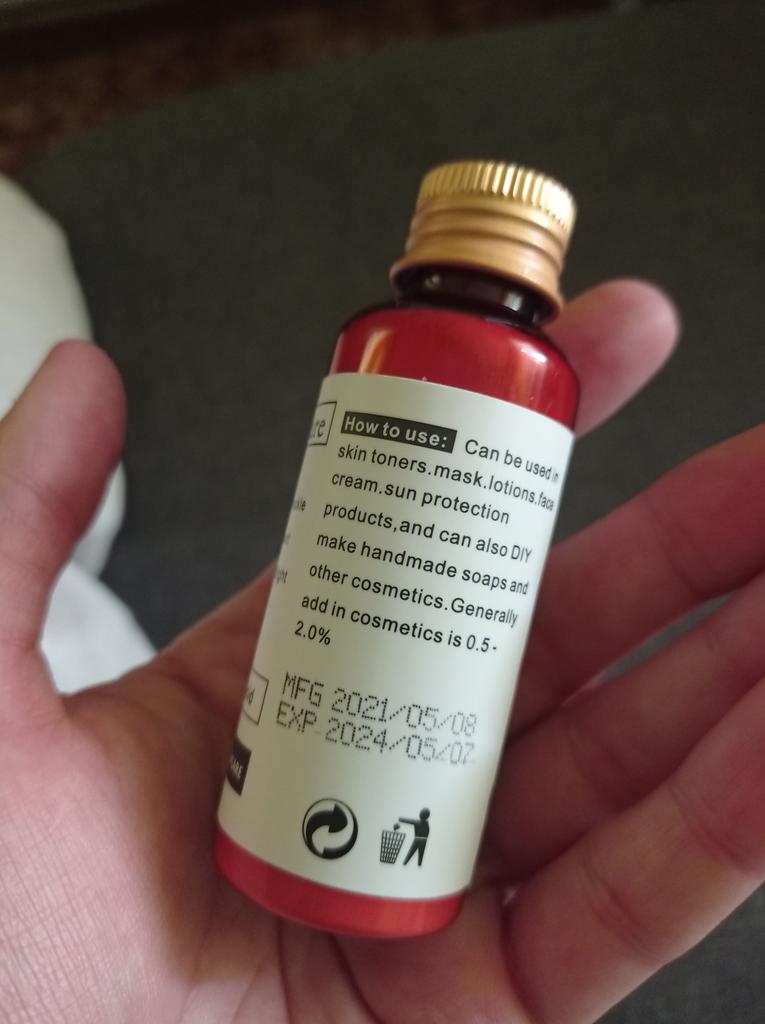 How to use: Can be used in
skin toners.mask.lotions.face
cream.sun protection
products,and can also DIY
make handmade soaps and
other cosmetics.Generally
add in cosmetics is 0.5-
2.0%
MFG 2021/05/08
EXP 2024/05/07